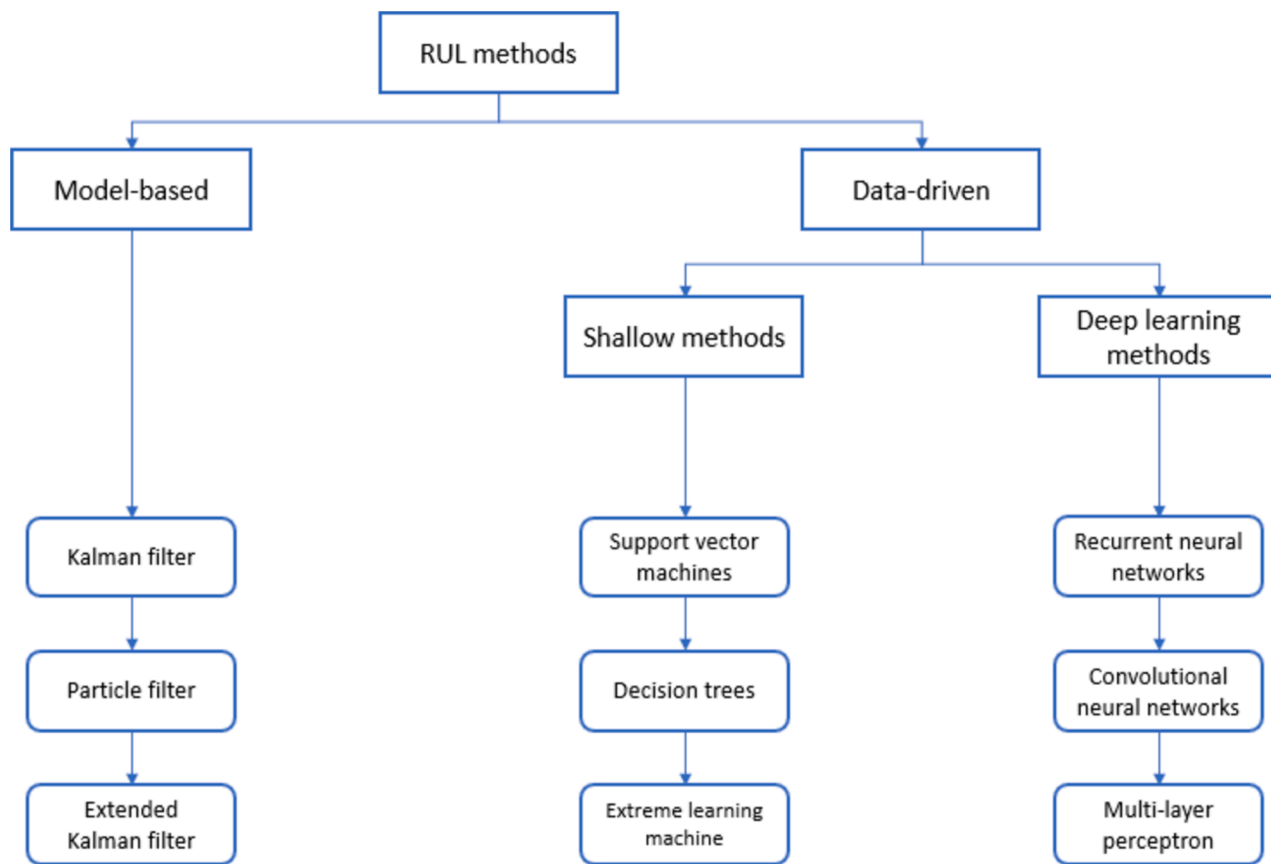 RUL methods
Model-based
Data-driven
Shallow methods
Deep learning
methods
Kalman filter
Support vector
machines
Recurrent neural
networks
Particle filter
Decision trees
Convolutional
neural networks
Extended
Kalman filter
Extreme learning
machine
Multi-layer
perceptron